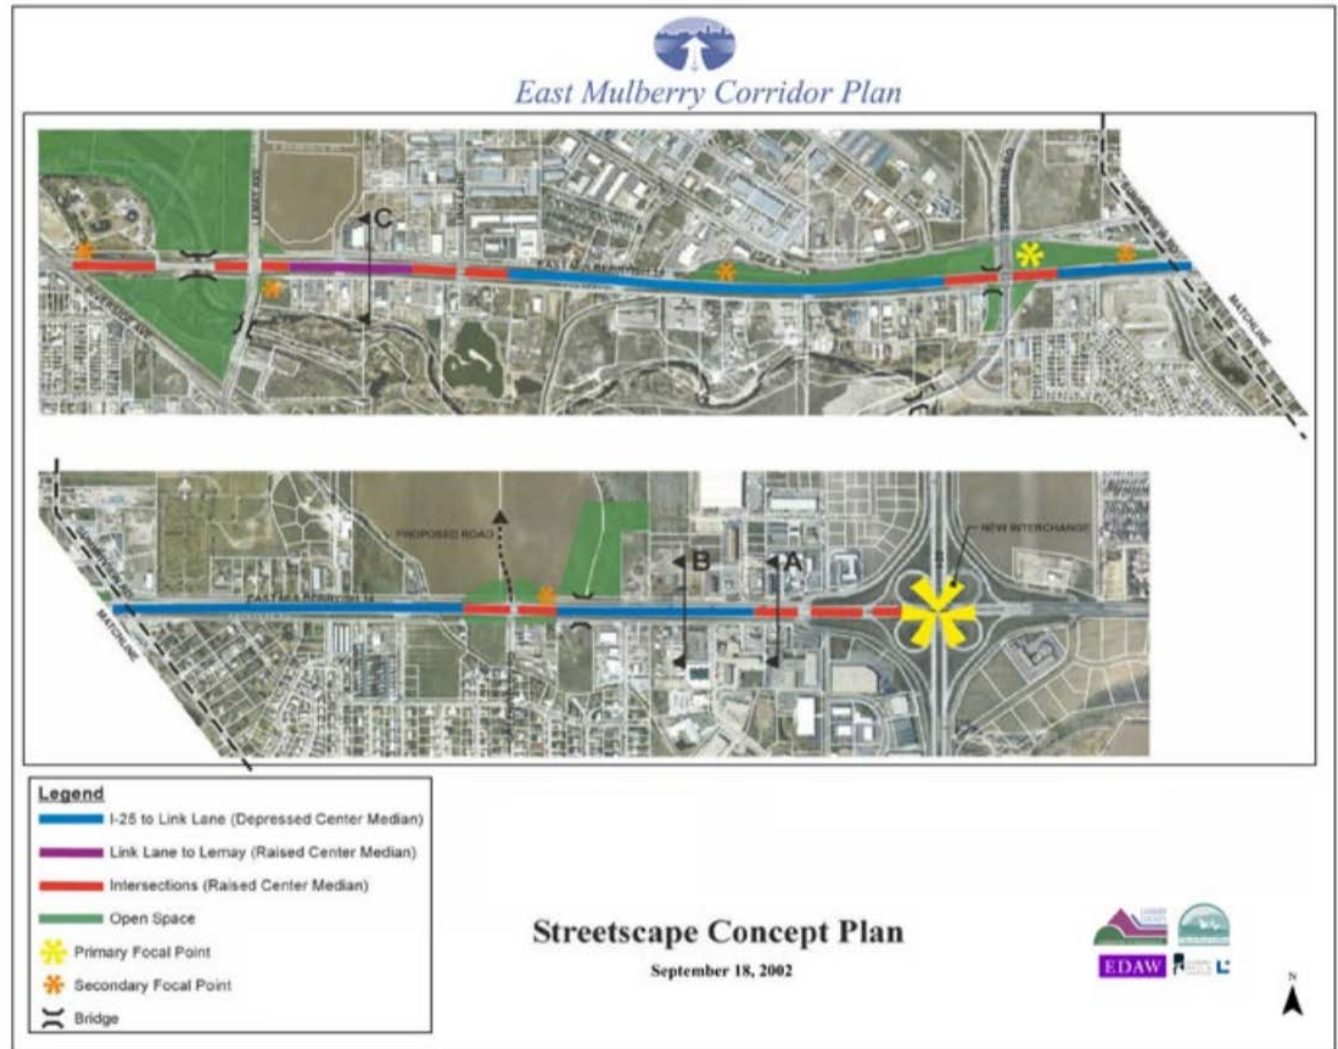 East Mulberry Corridor Plan
C
MATCHLINE
PROPOSED ROAD
NEW INTERCHANGE
B
A
MATCHLINE
Legend
I-25 to Link Lane (Depressed Center Median)
Link Lane to Lemay (Raised Center Median)
Intersections (Raised Center Median)
Open Space
Primary Focal Point
Secondary Focal Point
Bridge
Streetscape Concept Plan
September 18, 2002
EDAW
N